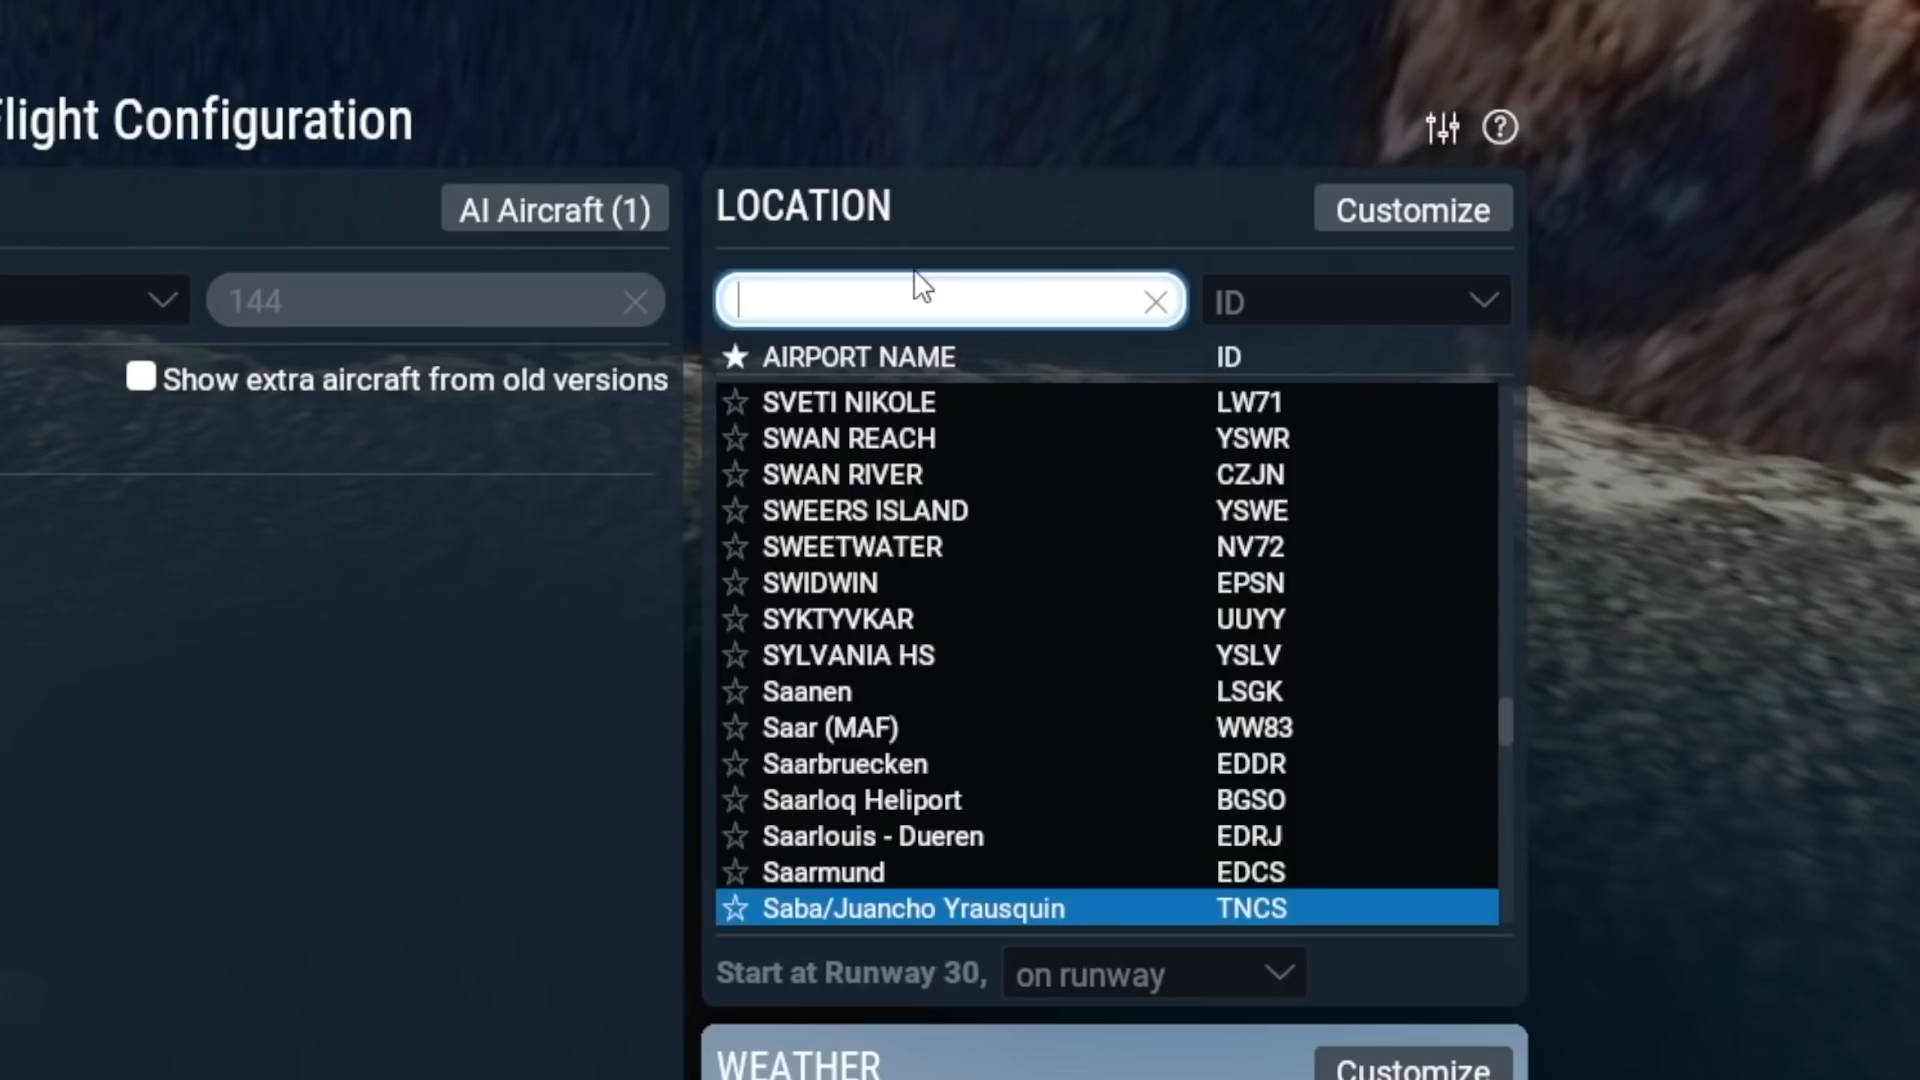 Flight Configuration
AI Aircraft (1)
144
Show extra aircraft from old versions
LOCATION
Customize
ID
AIRPORT NAME ID
SVETI NIKOLE LW71
SWAN REACH YSWR
SWAN RIVER CZJN
SWEERS ISLAND YSWE
SWEETWATER NV72
SWIDWIN EPSN
SYKTYVKAR UUYY
SYLVANIA HS YSLV
Saanen LSGK
Saar (MAF) WW83
Saarbruecken EDDR
Saarloq Heliport BGSO
Saarlouis - Dueren EDRJ
Saarmund EDCS
Saba/Juancho Yrausquin TNCS
Start at Runway 30, on runway
WEATHER
Customize